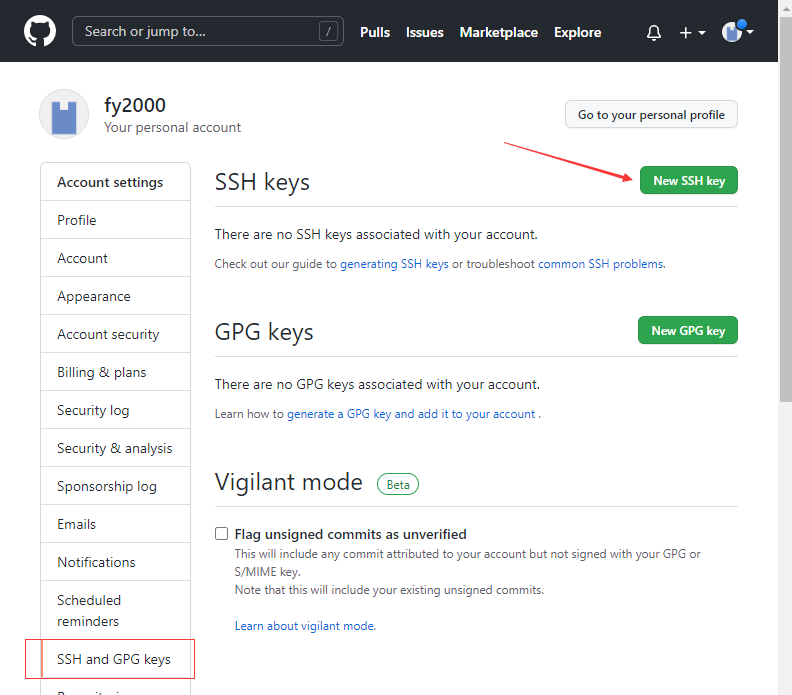 Search or jump to...
/
Pulls
Issues
Marketplace
Explore
fy2000
Your personal account
Go to your personal profile
Account settings
Profile
Account
Appearance
Account security
Billing & plans
Security log
Security & analysis
Sponsorship log
Emails
Notifications
Scheduled
reminders
SSH and GPG keys
SSH keys
New SSH key
There are no SSH keys associated with your account.
Check out our guide to generating SSH keys or troubleshoot common SSH problems.
GPG keys
New GPG key
There are no GPG keys associated with your account.
Learn how to generate a GPG key and add it to your account .
Vigilant mode
Beta
Flag unsigned commits as unverified
This will include any commit attributed to your account but not signed with your GPG or
S/MIME key.
Note that this will include your existing unsigned commits.
Learn about vigilant mode.